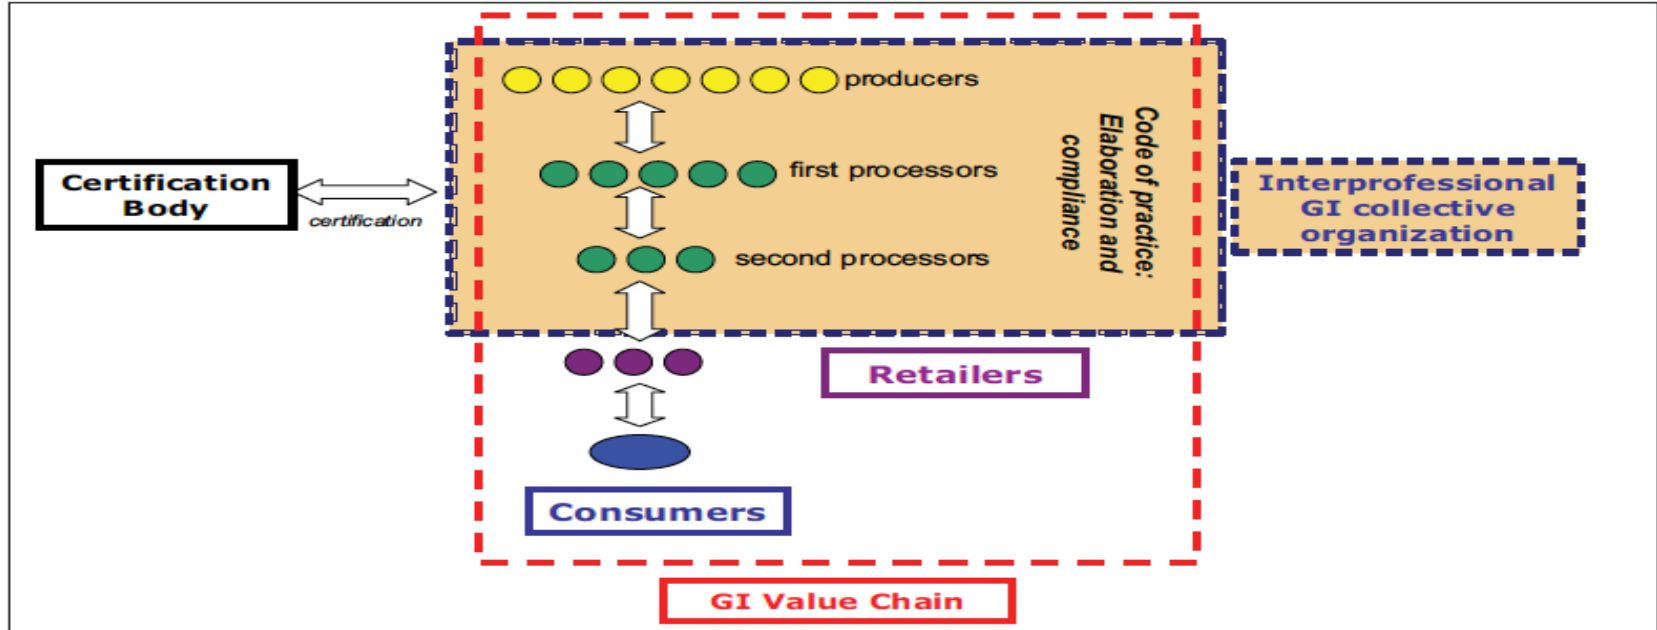 producers
first processors
second processors
Code of practice:
Elaboration and
compliance
Certification
Body
certification
Interprofessional
GI collective
organization
Retailers
Consumers
GI Value Chain